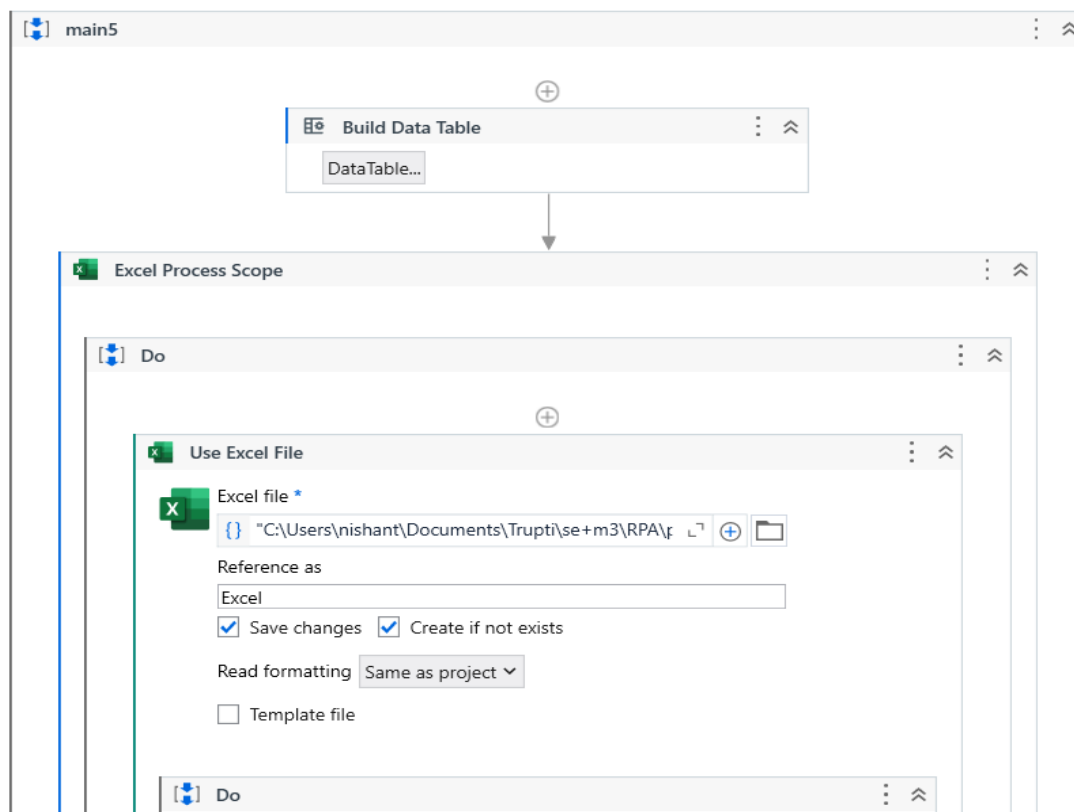 main5
Build Data Table
DataTable...
Excel Process Scope
Do
Use Excel File
Excel file *
"C:\Users\nishant\Documents\Trupti\se+m3\RPA\p
Reference as
Excel
Save changes Create if not exists
Read formatting Same as project
Template file
Do